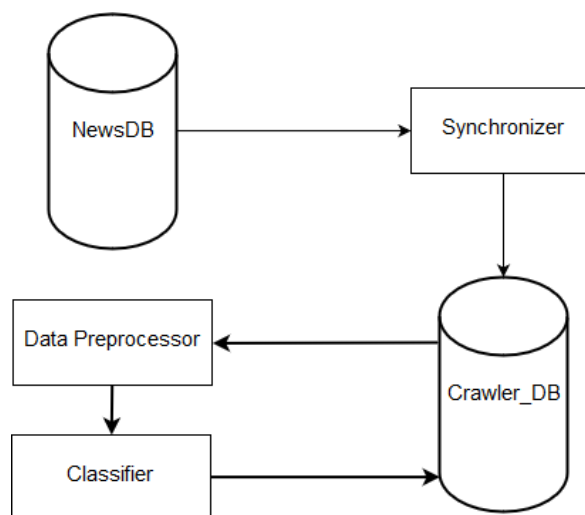 NewsDB
Synchronizer
Data Preprocessor
Crawler_DB
Classifier